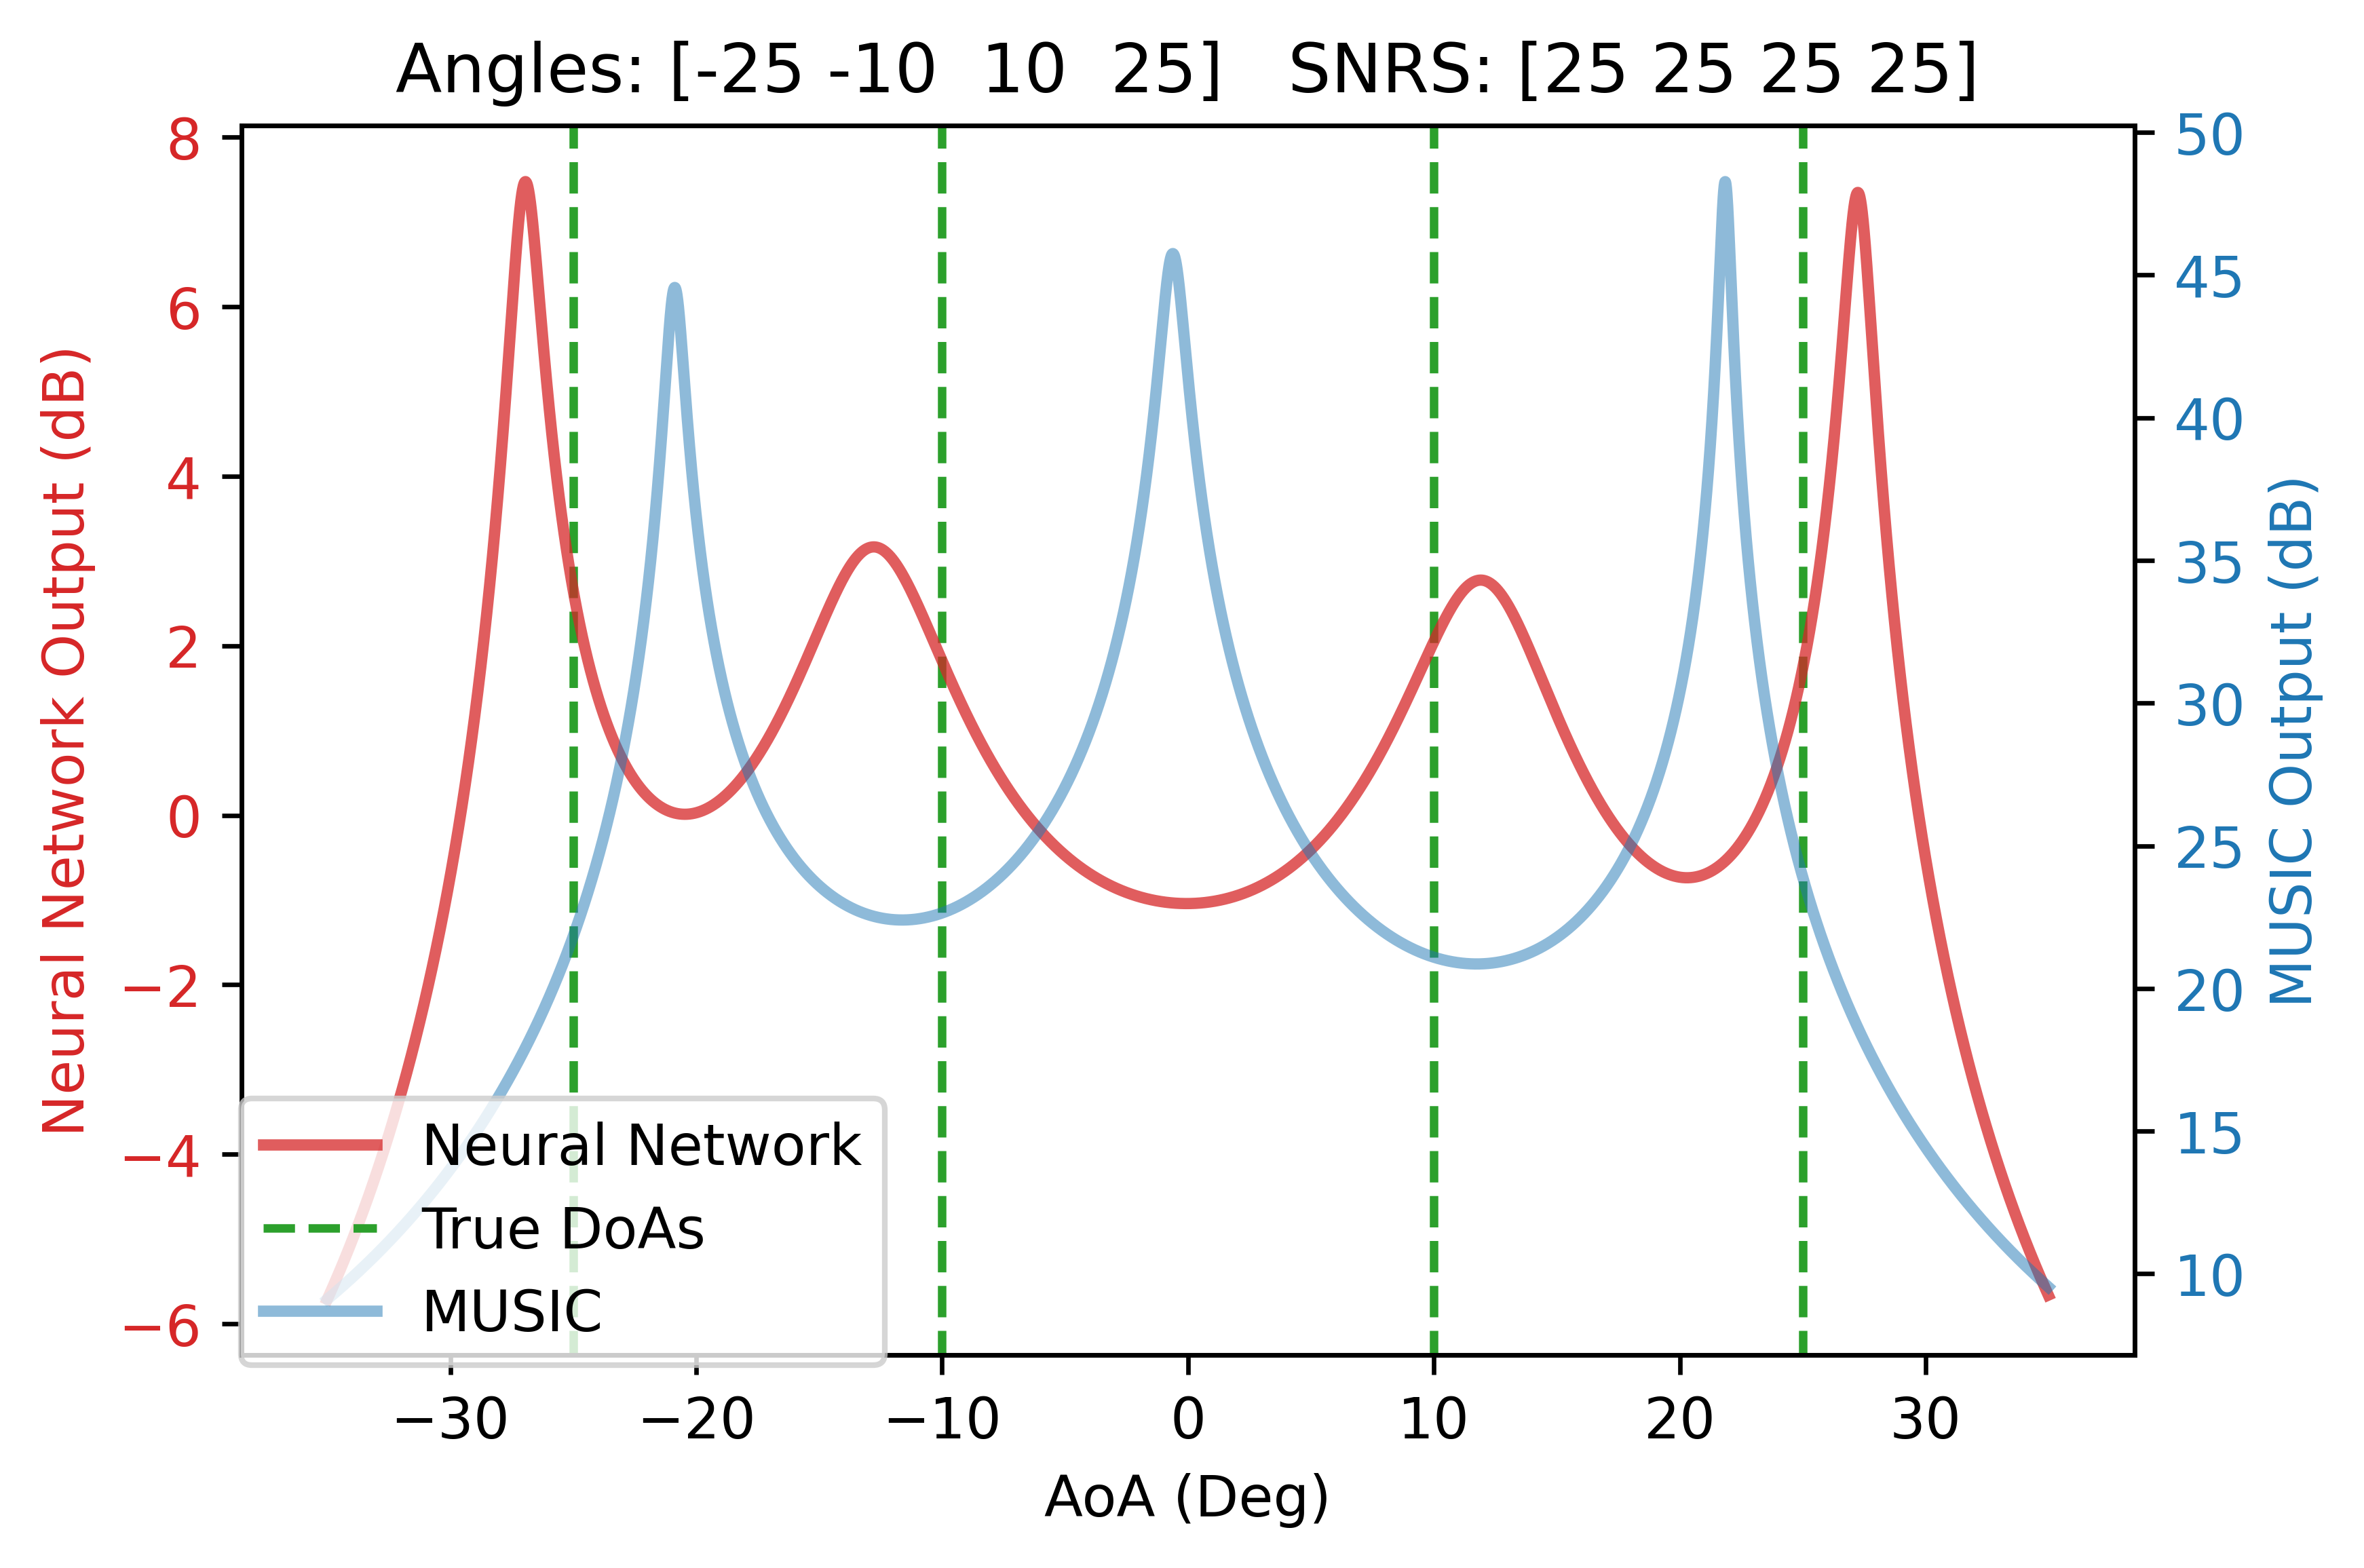 Angles: [-25 -10  10  25]   SNRS: [25 25 25 25]
8
6
4
2
0
−2
−4
−6
Neural Network Output (dB)
50
45
40
35
30
25
20
15
10
MUSIC Output (dB)
Neural Network
True DoAs
MUSIC
−30 −20 −10 0 10 20 30
AoA (Deg)